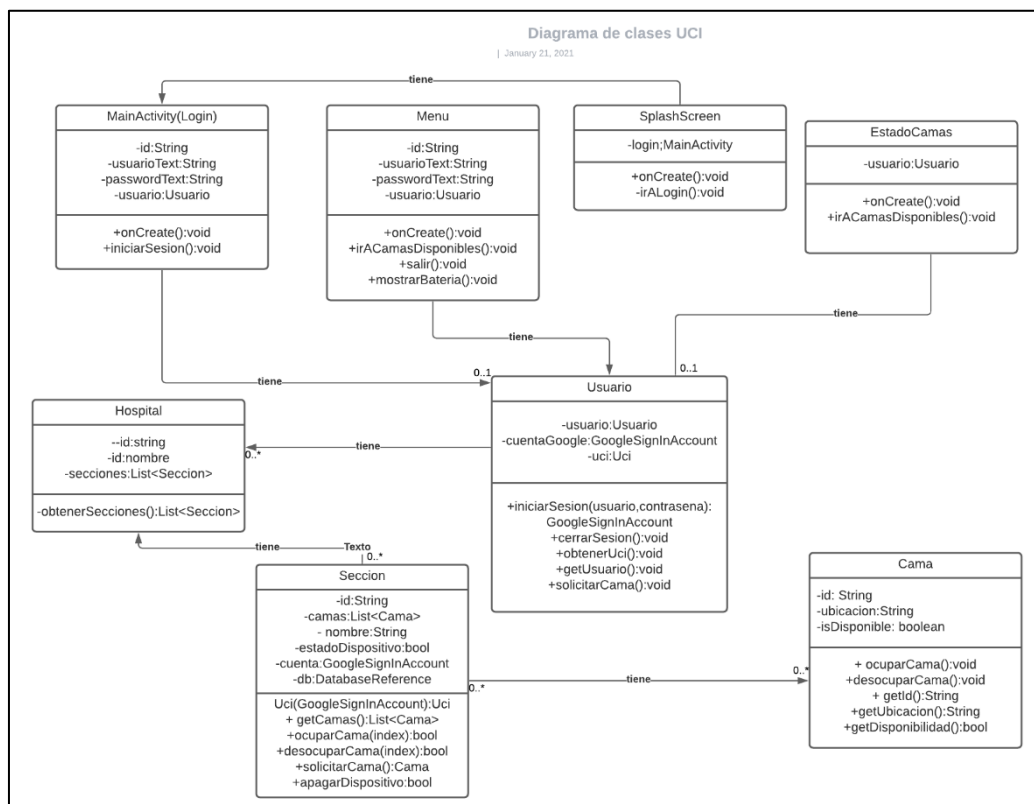 Diagrama de clases UCI
| January 21, 2021
tiene
MainActivity(Login)
-id:String
-usuarioText:String
-passwordText:String
-usuario:Usuario
+onCreate():void
+iniciarSesion():void
Menu
-id:String
-usuarioText:String
-passwordText:String
-usuario:Usuario
+onCreate():void
+irACamasDisponibles():void
+salir():void
+mostrarBateria():void
SplashScreen
-login;MainActivity
+onCreate():void
-irALogin():void
EstadoCamas
-usuario:Usuario
+onCreate():void
+irACamasDisponibles():void
tiene
tiene
tiene
0..1
0..1
Usuario
-usuario:Usuario
-cuentaGoogle:GoogleSignInAccount
-uci:Uci
+iniciarSesion(usuario,contrasena):
GoogleSignInAccount
+cerrarSesion():void
+obtenerUci():void
+getUsuario():void
+solicitarCama():void
Hospital
--id:string
-id:nombre
-secciones:List<Seccion>
-obtenerSecciones():List<Seccion>
tiene
0..*
tiene
Texto
0..*
Seccion
-id:String
-camas:List<Cama>
- nombre:String
-estadoDispositivo:bool
-cuenta:GoogleSignInAccount
-db:DatabaseReference
Uci(GoogleSignInAccount):Uci
+ getCamas():List<Cama>
+ocuparCama(index):bool
+desocuparCama(index):bool
+solicitarCama():Cama
+apagarDispositivo:bool
0..*
tiene
0..*
Cama
-id: String
-ubicacion:String
-isDisponible: boolean
+ ocuparCama():void
+desocuparCama():void
+ getId():String
+getUbicacion():String
+getDisponibilidad():bool